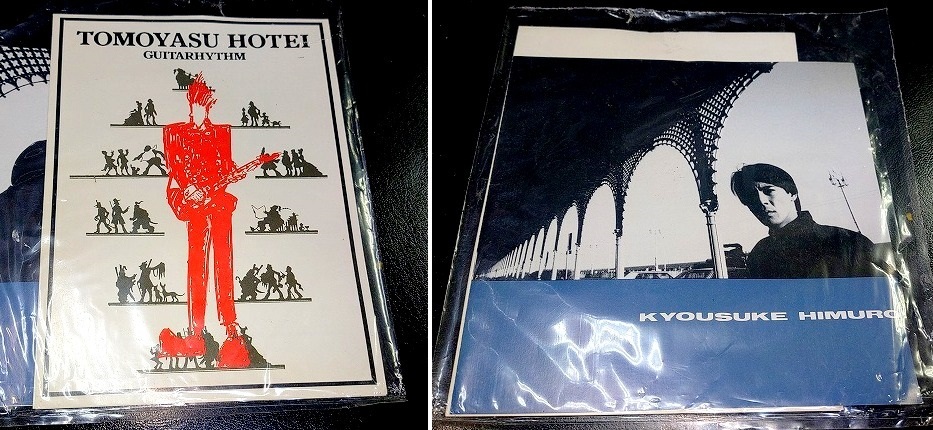 TOMOYASU HOTEI
GUITARHYTHM
KYOUSUKE HIMURO